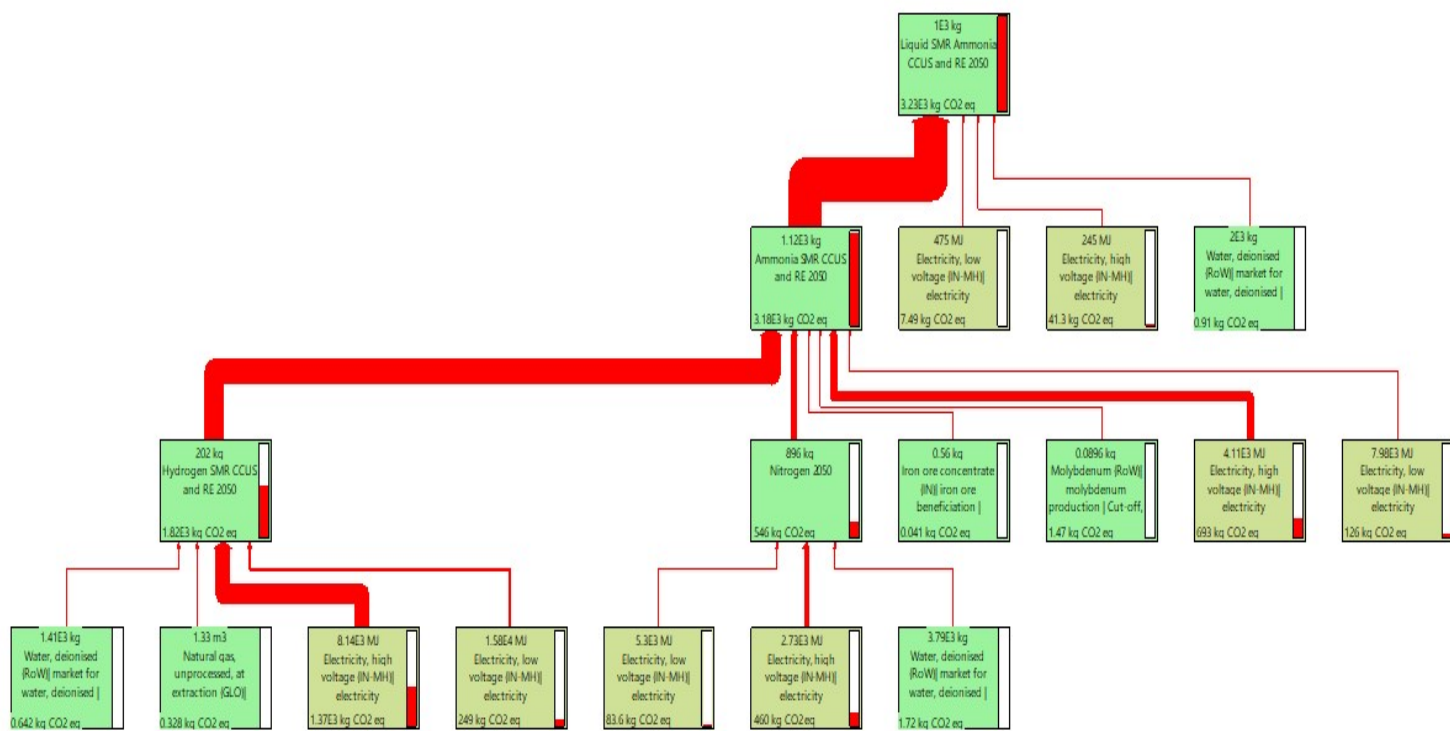 1E3 kg
Liquid SMR Ammonia
CCUS and RE 2050
3.23E3 kg CO2 eq
1.12E3 kg
Ammonia SMR CCUS
and RE 2050
3.18E3 kg CO2 eq
475 MJ
Electricity, low
voltage {IN-MH}|
electricity
7.49 kg CO2 eq
245 MJ
Electricity, high
voltage {IN-MH}|
electricity
41.3 kg CO2 eq
2E3 kg
Water, deionised
{RoW}| market for
water, deionised |
0.91 kg CO2 eq
202 kg
Hydrogen SMR CCUS
and RE 2050
1.82E3 kg CO2 eq
896 kg
Nitrogen 2050
546 kg CO2 eq
0.56 kg
Iron ore concentrate
{IN}| iron ore
beneficiation |
0.041 kg CO2 eq
0.0896 kg
Molybdenum {RoW}|
molybdenum
production | Cut-off,
1.47 kg CO2 eq
4.11E3 MJ
Electricity, high
voltage {IN-MH}|
electricity
693 kg CO2 eq
7.98E3 MJ
Electricity, low
voltage {IN-MH}|
electricity
126 kg CO2 eq
1.41E3 kg
Water, deionised
{RoW}| market for
water, deionised |
0.642 kg CO2 eq
1.33 m3
Natural gas,
unprocessed, at
extraction {GLO}|
0.328 kg CO2 eq
8.14E3 MJ
Electricity, high
voltage {IN-MH}|
electricity
1.37E3 kg CO2 eq
1.58E4 MJ
Electricity, low
voltage {IN-MH}|
electricity
249 kg CO2 eq
5.3E3 MJ
Electricity, low
voltage {IN-MH}|
electricity
83.6 kg CO2 eq
2.73E3 MJ
Electricity, high
voltage {IN-MH}|
electricity
460 kg CO2 eq
3.79E3 kg
Water, deionised
{RoW}| market for
water, deionised |
1.72 kg CO2 eq